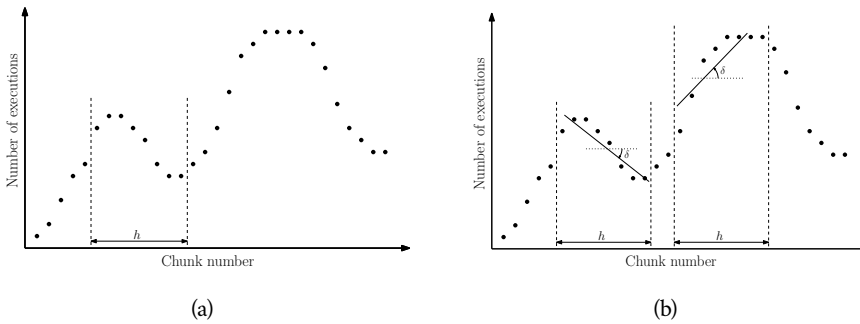 Number of executions
h
Chunk number
(a)
Number of executions
δ
δ
h
h
Chunk number
(b)